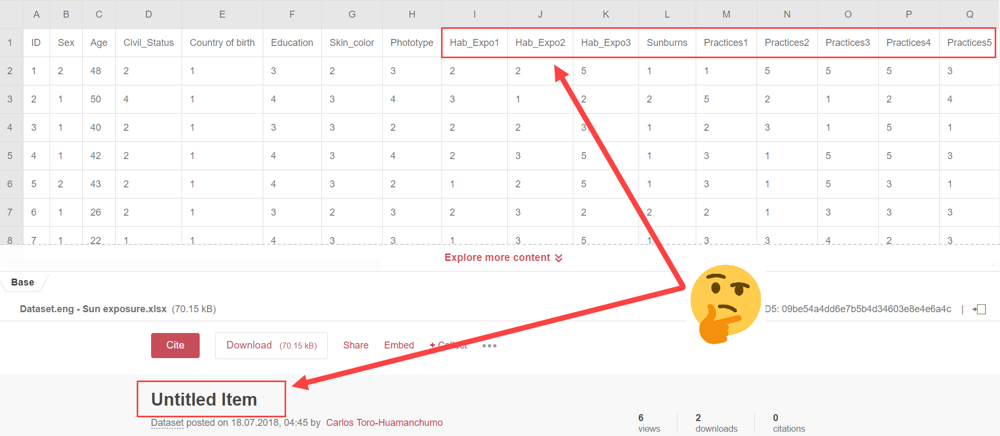 A B C D E F G H I J K L M N O P Q
1 ID Sex Age Civil_Status Country of birth Education Skin_color Phototype Hab_Expo1 Hab_Expo2 Hab_Expo3 Sunburns Practices1 Practices2 Practices3 Practices4 Practices5
2 1 2 48 2 1 3 2 3 2 2 5 1 1 5 5 5 3
3 2 1 50 4 1 4 3 4 3 1 2 2 5 2 1 2 4
4 3 1 40 2 1 3 3 2 2 2 3 1 2 3 1 5 1
5 4 1 42 2 1 4 3 4 2 3 5 1 3 1 5 5 3
6 5 2 43 2 1 4 3 2 1 2 5 1 3 1 5 3 1
7 6 1 26 2 1 3 2 3 2 3 2 2 2 1 3 3 3
8 7 1 22 1 1 4 3 3 1 3 5 1 3 3 4 2 3
Explore more content
Base
Dataset.eng - Sun exposure.xlsx (70.15 kB) D5: 09be54a4dd6e7b5b4d34603e8e4e6a4c |
Cite Download (70.15 kB) Share Embed + Collect •••
Untitled Item
Dataset posted on 18.07.2018, 04:45 by Carlos Toro-Huamanchumo
6 2 0
views downloads citations